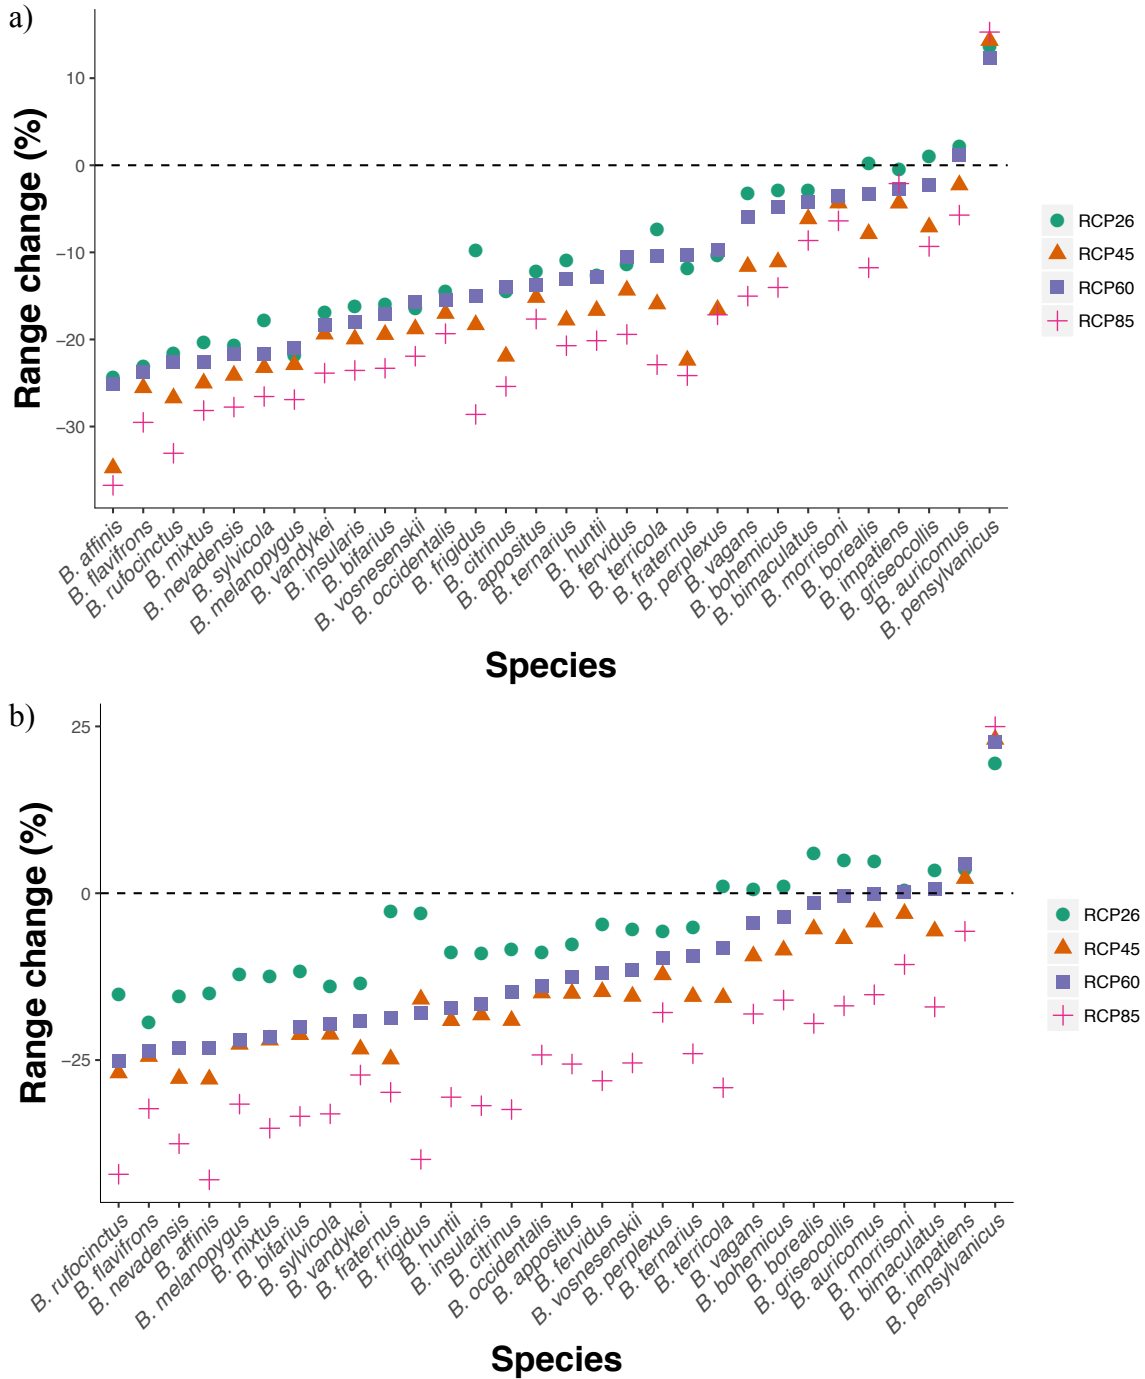 a)
Range change (%)
10
0
−10
−20
−30
B. affinis
B. flavifrons
B. rufocinctus
B. mixtus
B. nevadensis
B. sylvicola
B. melanopygus
B. vandykei
B. insularis
B. bifarius
B. vosnesenskii
B. occidentalis
B. frigidus
B. citrinus
B. appositus
B. ternarius
B. huntii
B. fervidus
B. terricola
B. fraternus
B. perplexus
B. vagans
B. bohemicus
B. bimaculatus
B. morrisoni
B. borealis
B. impatiens
B. griseocollis
B. auricomus
B. pensylvanicus
Species
RCP26
RCP45
RCP60
RCP85
b)
Range change (%)
25
0
−25
B. rufocinctus
B. flavifrons
B. nevadensis
B. affinis
B. melanopygus
B. mixtus
B. bifarius
B. sylvicola
B. vandykei
B. fraternus
B. frigidus
B. huntii
B. insularis
B. citrinus
B. occidentalis
B. appositus
B. fervidus
B. vosnesenskii
B. perplexus
B. ternarius
B. terricola
B. vagans
B. bohemicus
B. borealis
B. griseocollis
B. auricomus
B. morrisoni
B. bimaculatus
B. impatiens
B. pensylvanicus
Species
RCP26
RCP45
RCP60
RCP85